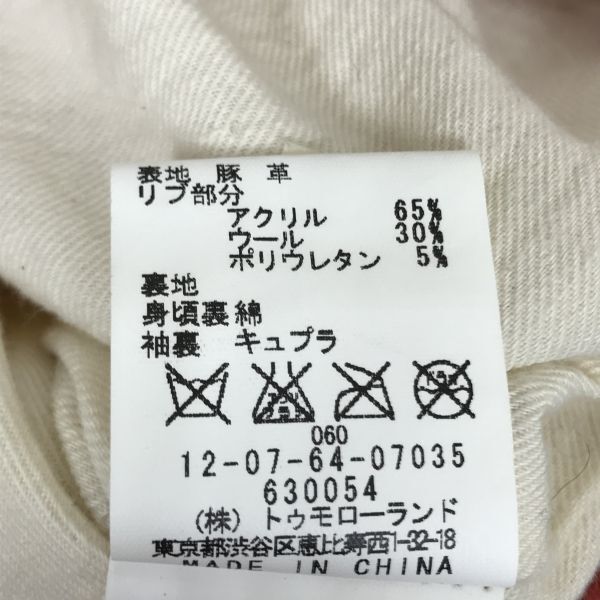 表地 豚 革
リブ部分
アクリル 65%
ウール 30%
ポリウレタン 5%
裏地
身頃裏 綿
袖裏 キュプラ
060
12-07-64-07035
630054
(株) トゥモローランド
東京都渋谷区恵比寿西1-32-18
MADE IN CHINA